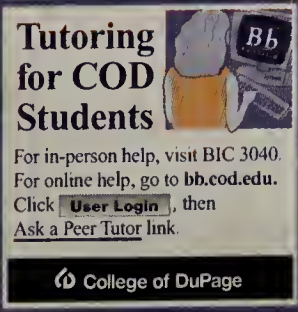 Tutoring
for COD
Students
Bb
For in-person help, visit BIC 3040.
For online help, go to bb.cod.edu.
Click User Login , then
Ask a Peer Tutor link.
College of DuPage